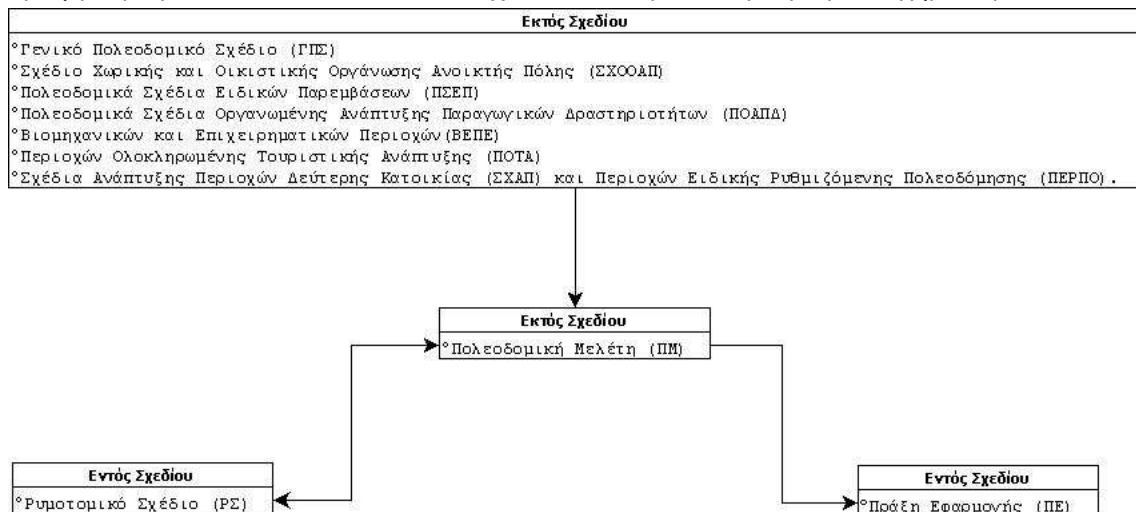 Εκτός Σχεδίου
°Γενικό Πολεοδομικό Σχέδιο (ΓΠΣ)
°Σχέδιο Χωρικής και Οικιστικής Οργάνωσης Ανοικτής Πόλης (ΣΧΟΟΑΠ)
°Πολεοδομικά Σχέδια Ειδικών Παρεμβάσεων (ΠΣΕΠ)
°Πολεοδομικά Σχέδια Οργανωμένης Ανάπτυξης Παραγωγικών Δραστηριοτήτων (ΠΟΑΠΔ)
°Βιομηχανικών και Επιχειρηματικών Περιοχών(ΒΕΠΕ)
°Περιοχών Ολοκληρωμένης Τουριστικής Ανάπτυξης (ΠΟΤΑ)
°Σχέδια Ανάπτυξης Περιοχών Δεύτερης Κατοικίας (ΣΧΑΠ) και Περιοχών Ειδικής Ρυθμιζόμενης Πολεοδόμησης (ΠΕΡΠΟ).
Εκτός Σχεδίου
°Πολεοδομική Μελέτη (ΠΜ)
Εντός Σχεδίου
°Ρυμοτομικό Σχέδιο (ΡΣ)
Εντός Σχεδίου
°Πράξη Εφαρμογής (ΠΕ)